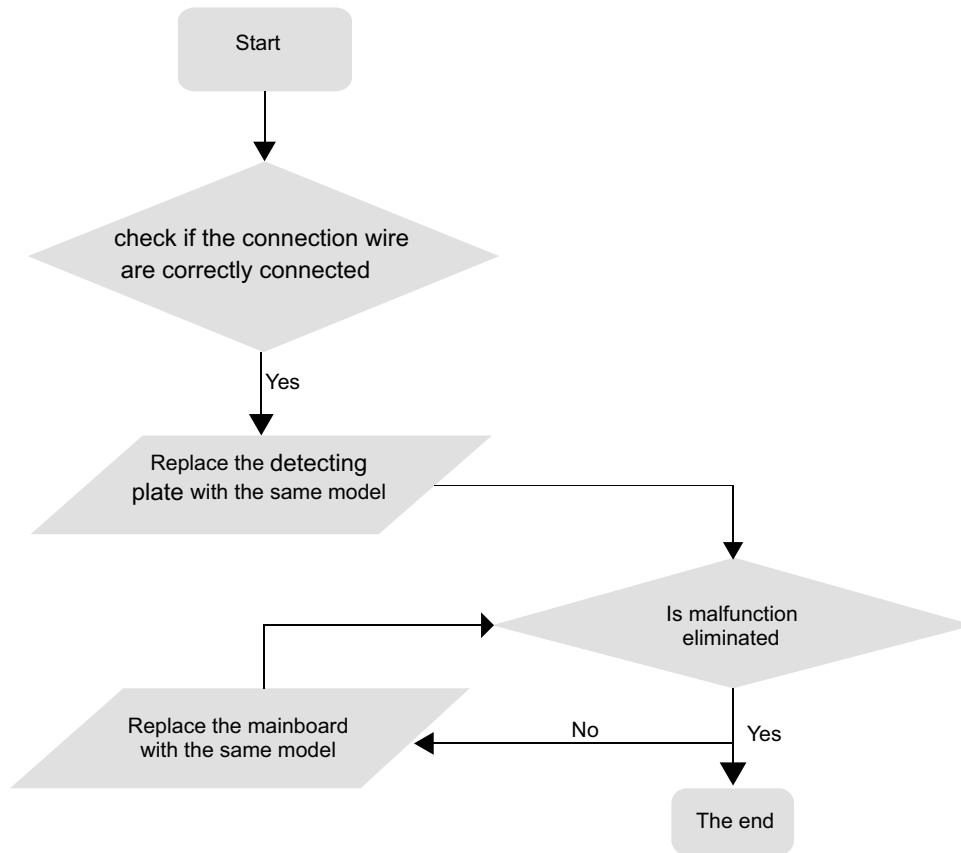 Start
check if the connection wire
are correctly connected
Yes
Replace the detecting
plate with the same model
Is malfunction
eliminated
Replace the mainboard
with the same model
No
Yes
The end